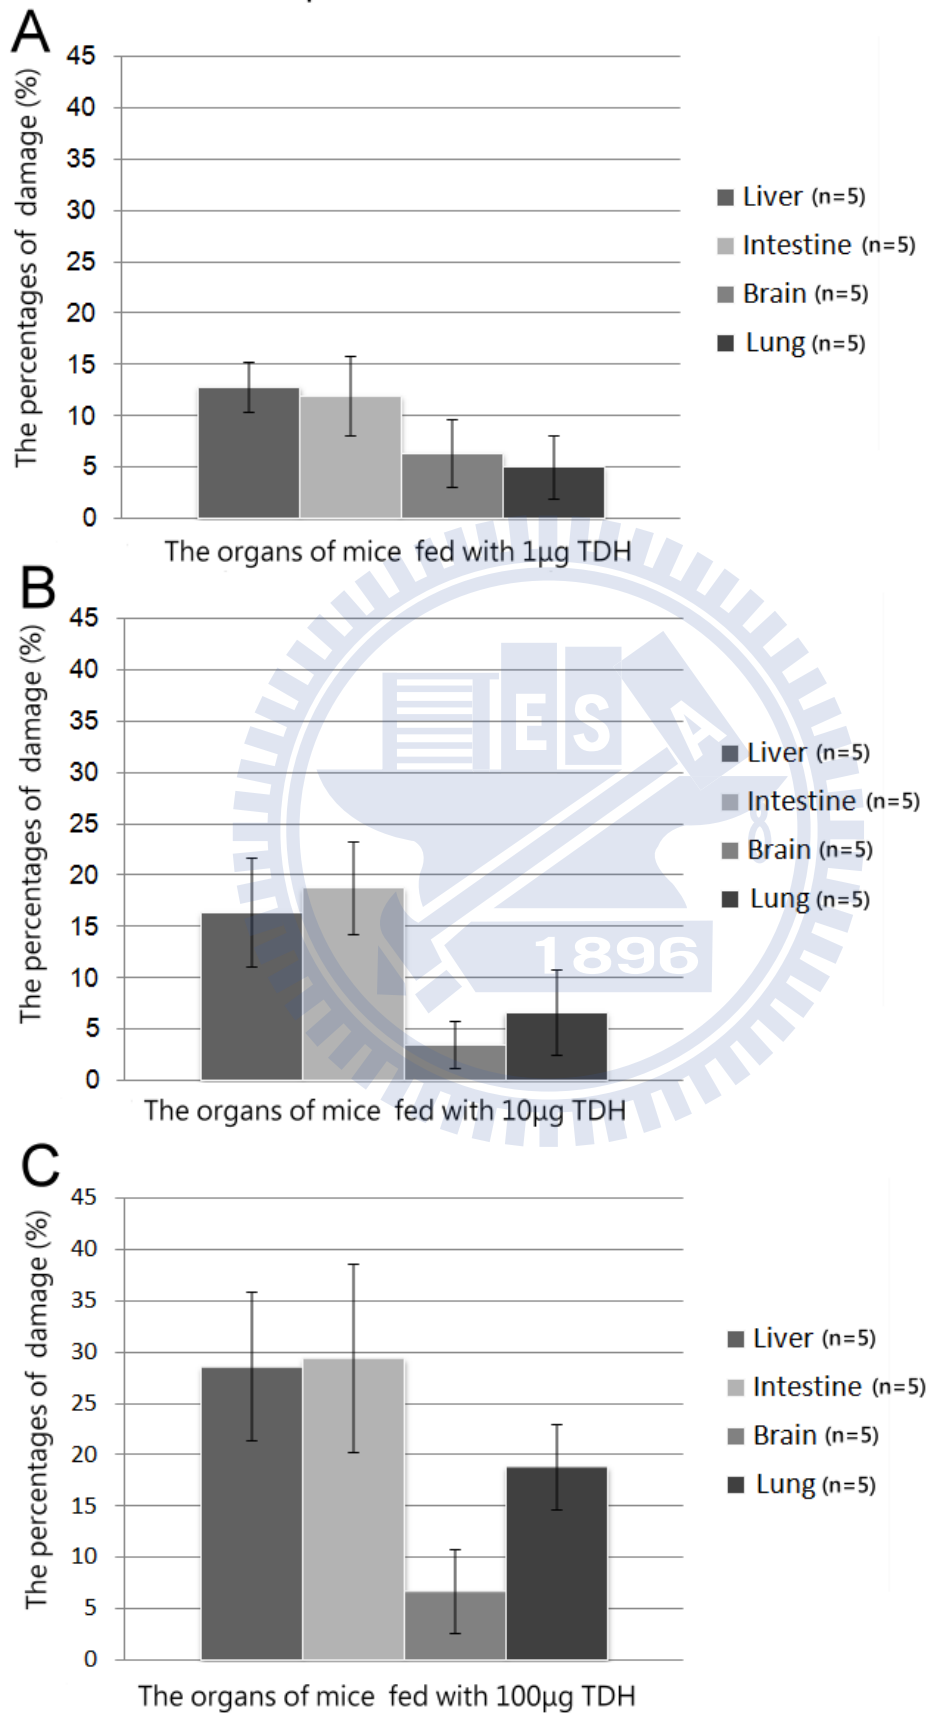 A
The percentages of damage (%)
45
40
35
30
25
20
15
10
5
0
Liver (n=5)
Intestine (n=5)
Brain (n=5)
Lung (n=5)
The organs of mice fed with 1μg TDH
B
The percentages of damage (%)
45
40
35
30
25
20
15
10
5
0
E S A
1896
Liver (n=5)
Intestine (n=5)
Brain (n=5)
Lung (n=5)
The organs of mice fed with 10μg TDH
C
The percentages of damage (%)
45
40
35
30
25
20
15
10
5
0
Liver (n=5)
Intestine (n=5)
Brain (n=5)
Lung (n=5)
The organs of mice fed with 100μg TDH